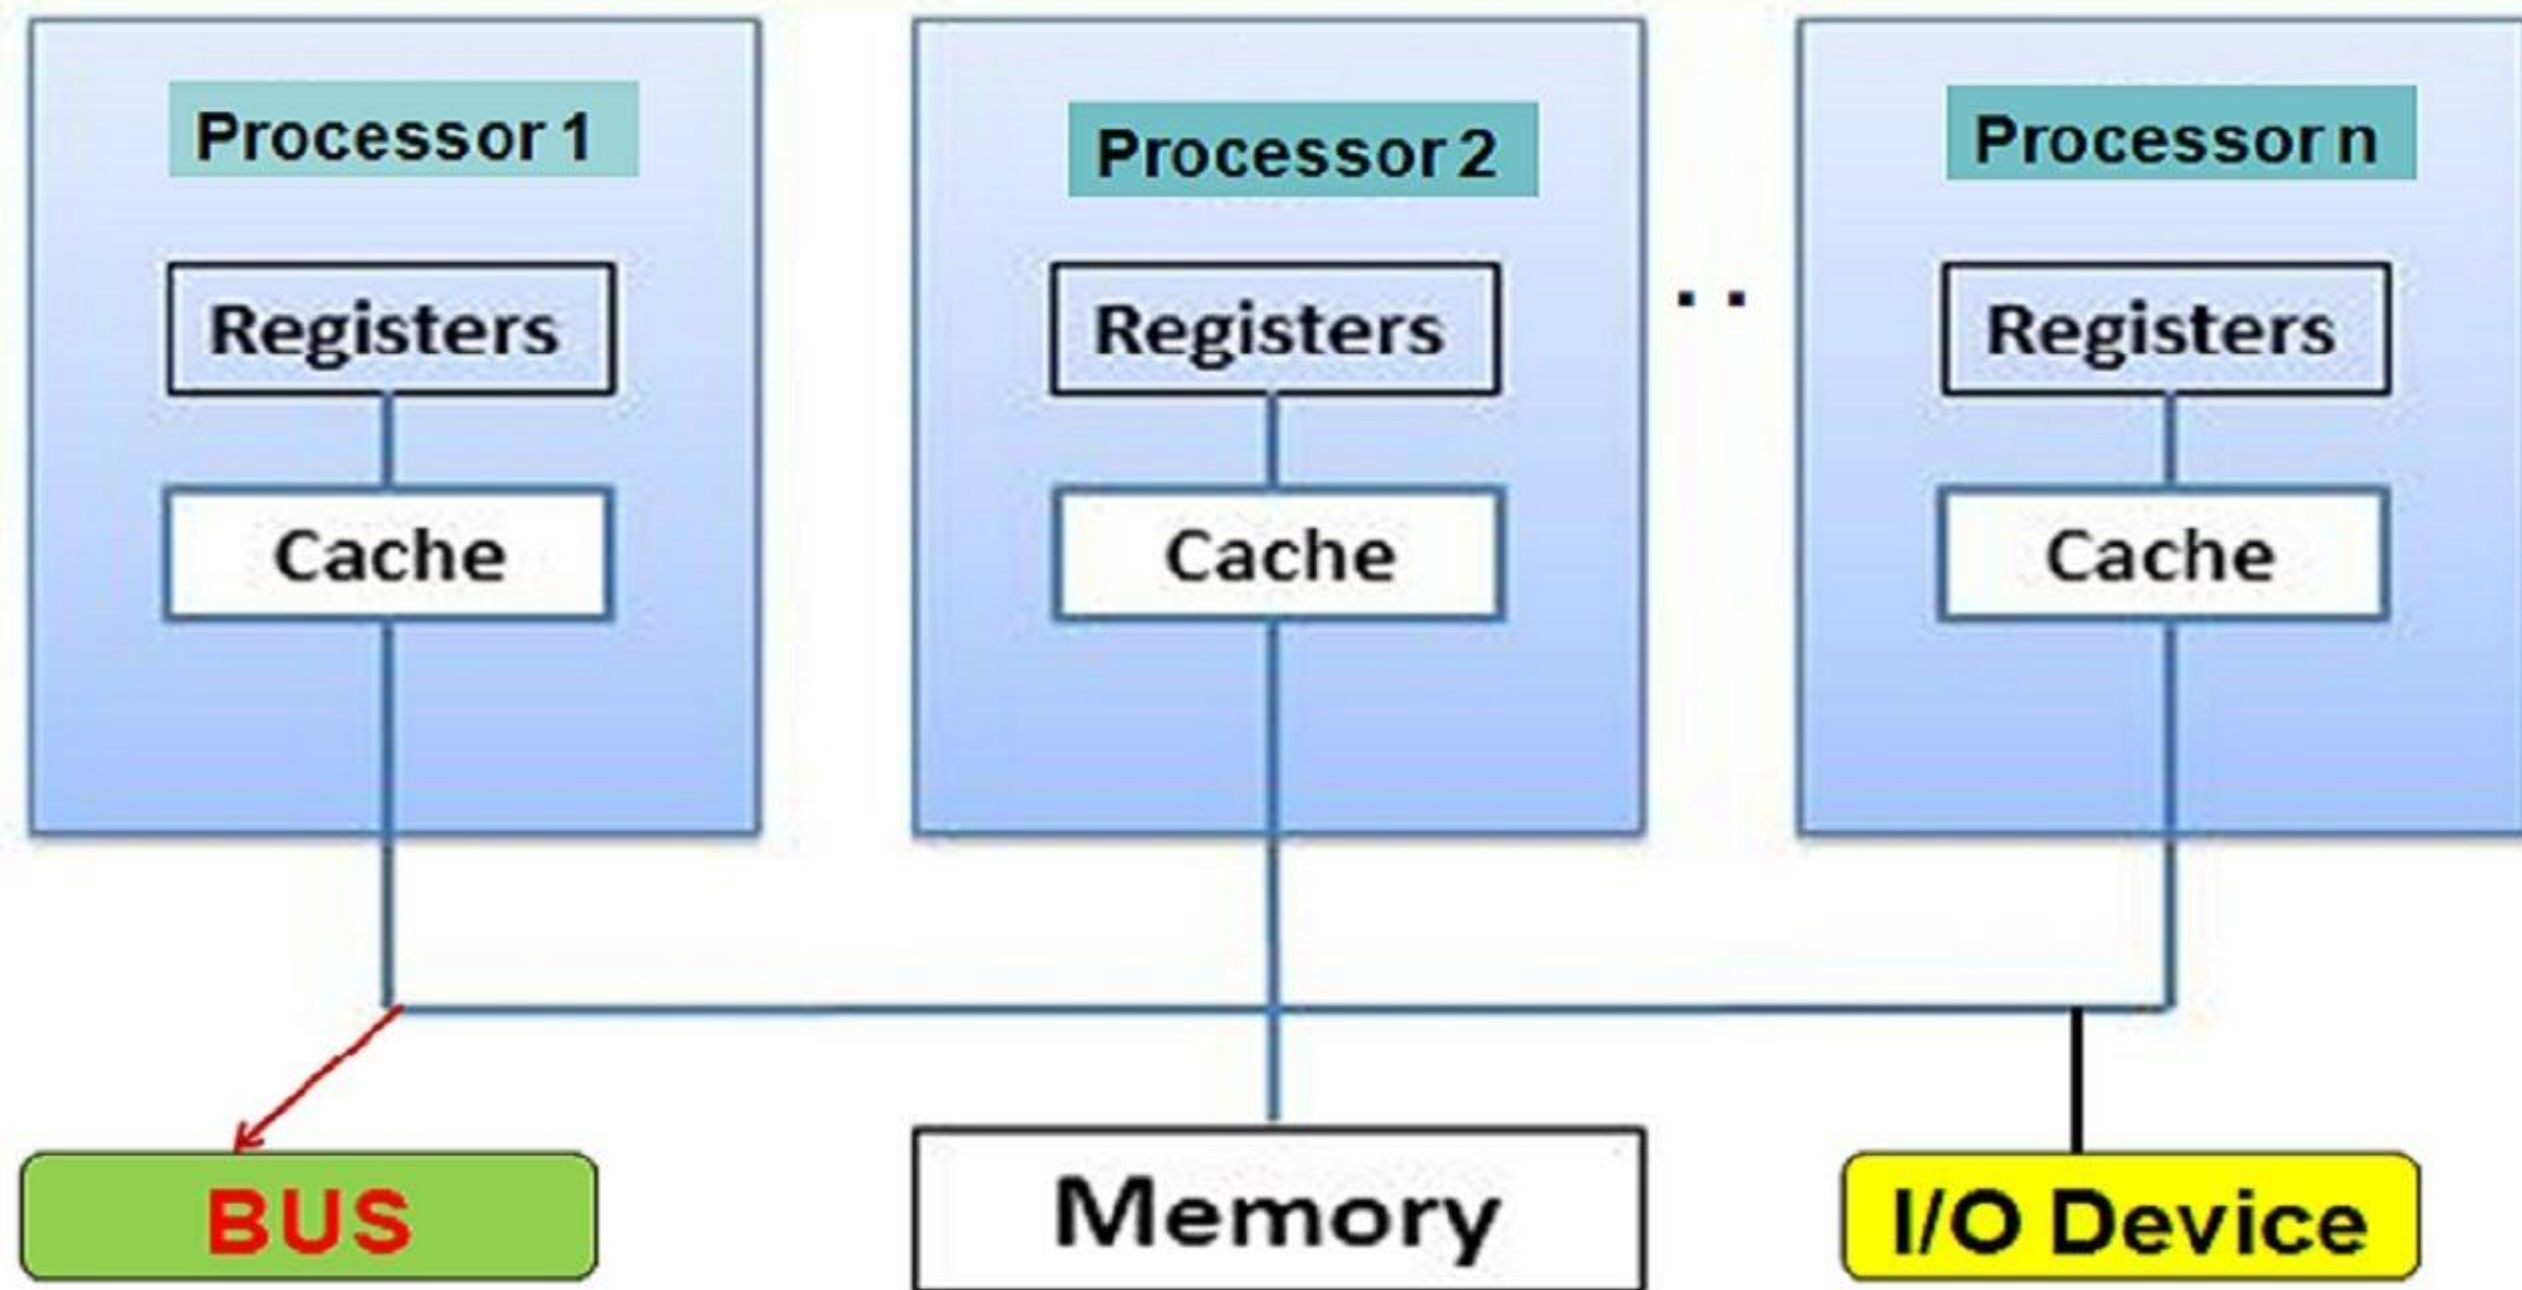 Processor 1
Processor 2
Processor n
Registers
Registers
. .
Registers
Cache
Cache
Cache
BUS
Memory
I/O Device